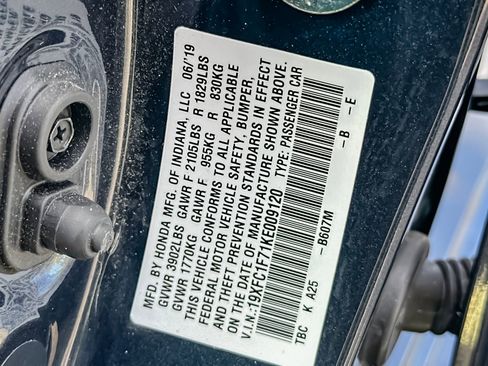 MFD. BY HONDA MFG. OF INDIANA, LLC 06/'19
GVWR 3902LBS GAWR F 2105LBS R 1829LBS
GVWR 1770KG GAWR F 955KG R 830KG
THIS VEHICLE CONFORMS TO ALL APPLICABLE
FEDERAL MOTOR VEHICLE SAFETY, BUMPER,
AND THEFT PREVENTION STANDARDS IN EFFECT
ON THE DATE OF MANUFACTURE SHOWN ABOVE.
V.I.N.:19XFC1F71KE009120 TYPE: PASSENGER CAR
-B607M -B -E
TBC K A25